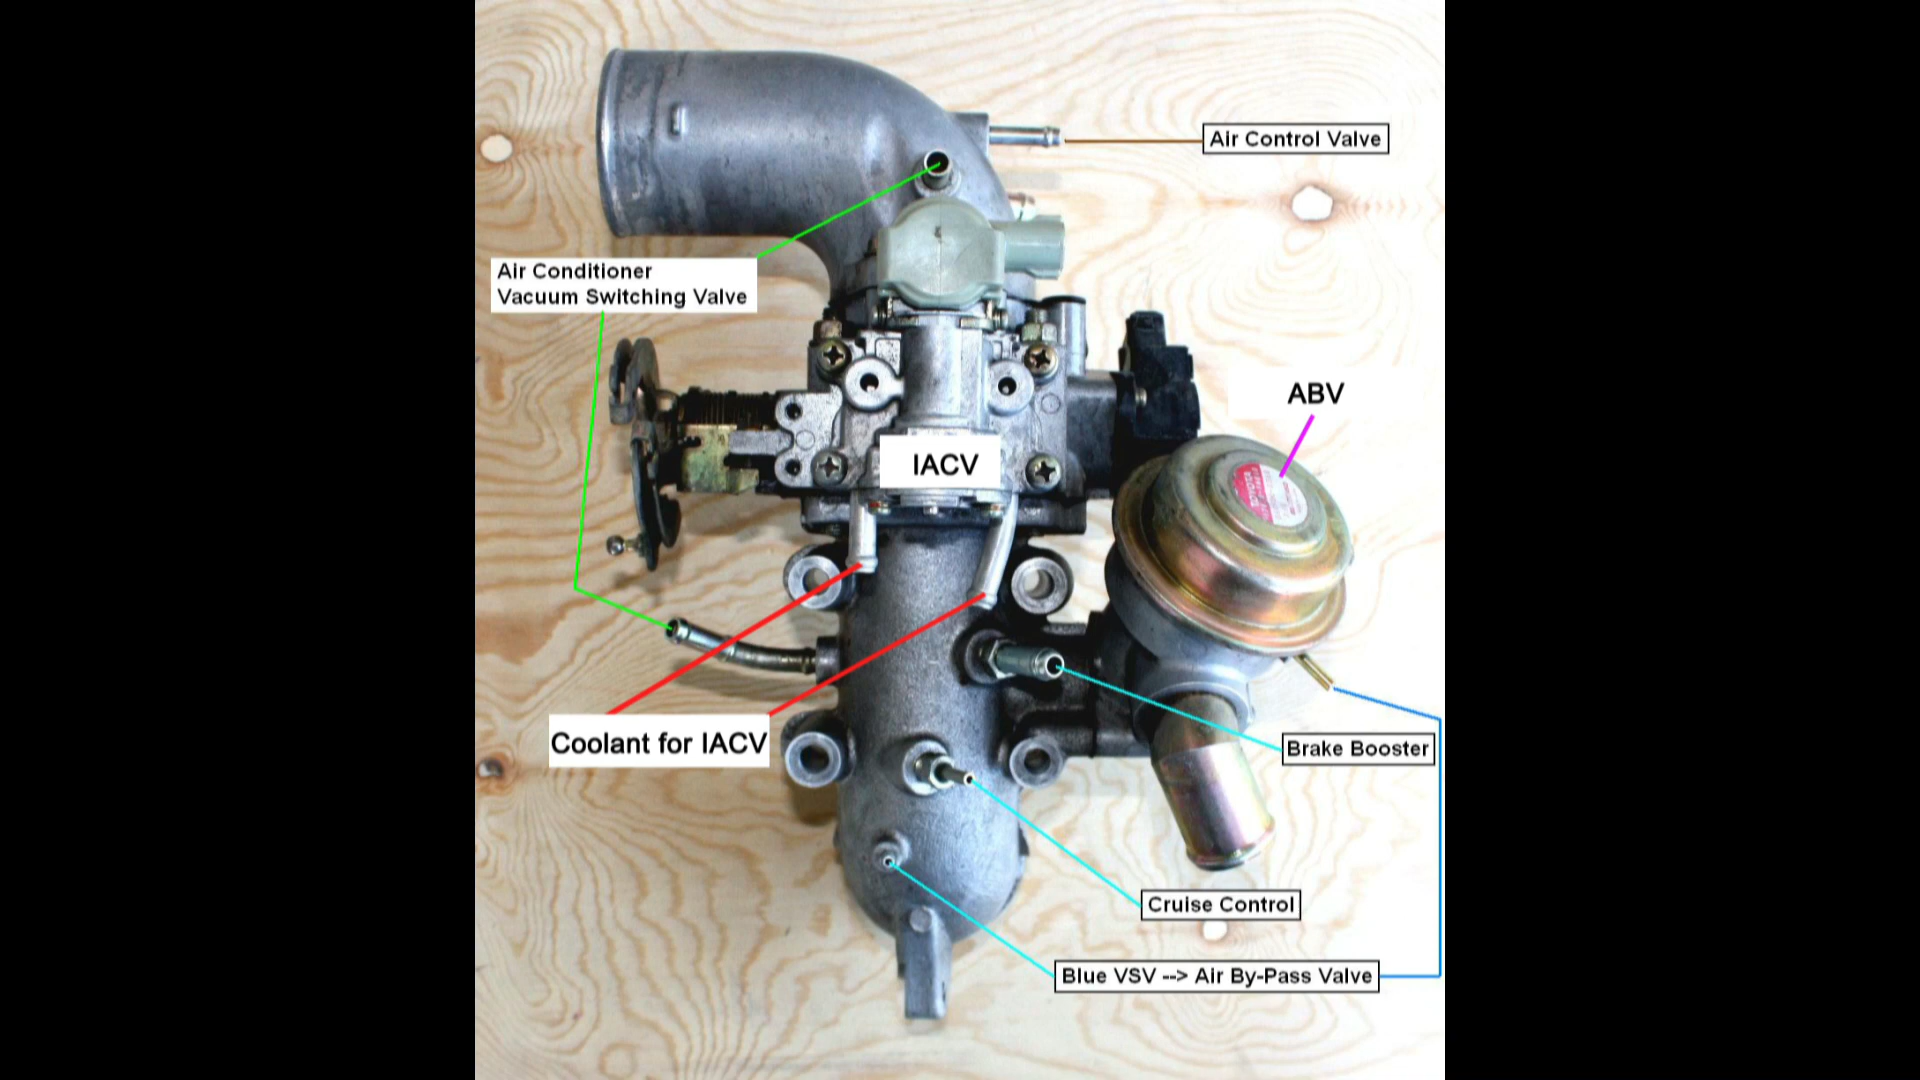 Air Control Valve
Air Conditioner
Vacuum Switching Valve
ABV
IACV
Coolant for IACV
Brake Booster
Cruise Control
Blue VSV --> Air By-Pass Valve